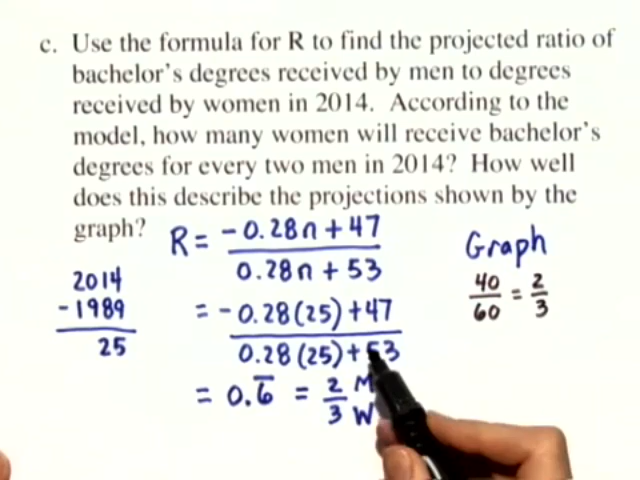 c. Use the formula for R to find the projected ratio of
bachelor's degrees received by men to degrees
received by women in 2014. According to the
model, how many women will receive bachelor's
degrees for every two men in 2014? How well
does this describe the projections shown by the
graph?
R = -0.28n + 47 / 0.28n + 53
2014
-1989
25
= -0.28(25) + 47 / 0.28(25) + 53
= 0.6̅ = 2/3 M/W
Graph
40/60 = 2/3